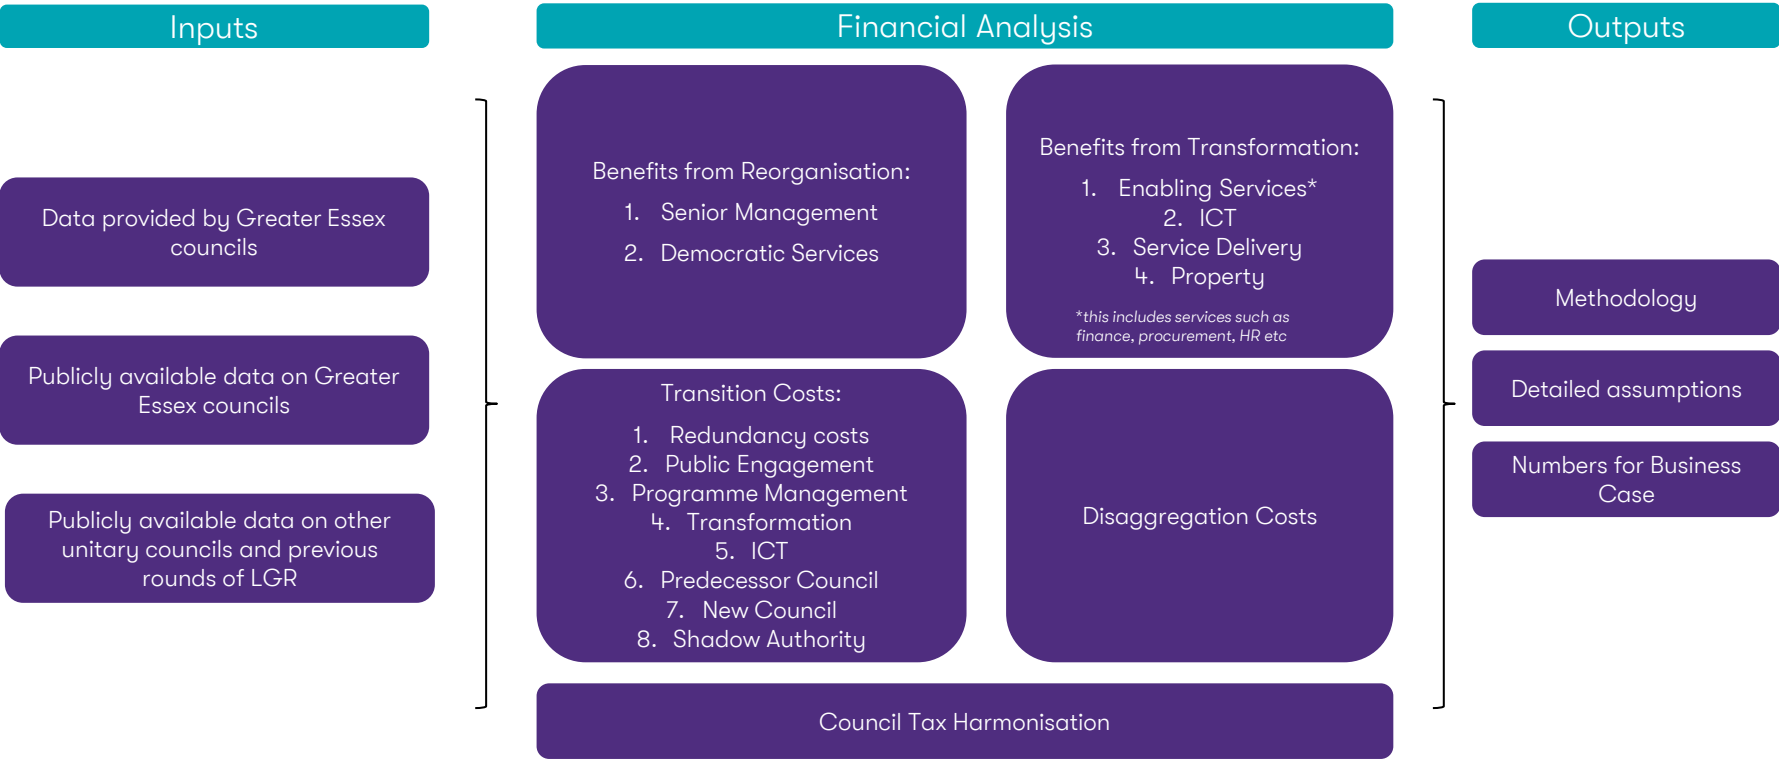 Inputs
Data provided by Greater Essex
councils
Publicly available data on Greater
Essex councils
Publicly available data on other
unitary councils and previous
rounds of LGR
Financial Analysis
Benefits from Reorganisation:
1. Senior Management
2. Democratic Services
Benefits from Transformation:
1. Enabling Services*
2. ICT
3. Service Delivery
4. Property
*this includes services such as
finance, procurement, HR etc
Transition Costs:
1. Redundancy costs
2. Public Engagement
3. Programme Management
4. Transformation
5. ICT
6. Predecessor Council
7. New Council
8. Shadow Authority
Disaggregation Costs
Council Tax Harmonisation
Outputs
Methodology
Detailed assumptions
Numbers for Business
Case